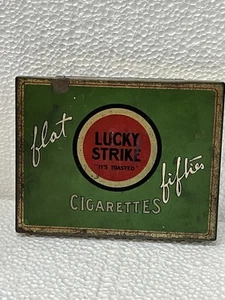 flat
LUCKY
STRIKE
"IT'S TOASTED"
fifties
CIGARETTES